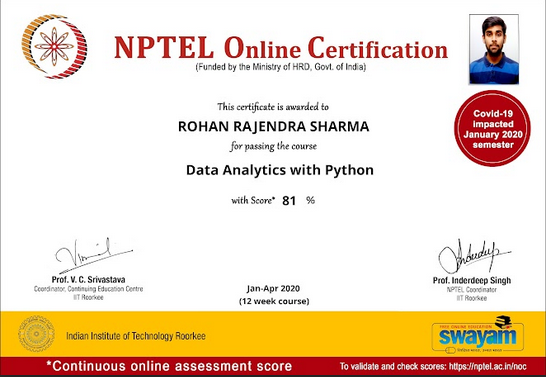 NPTEL Online Certification
(Funded by the Ministry of HRD, Govt. of India)
Covid-19
impacted
January 2020
semester
This certificate is awarded to
ROHAN RAJENDRA SHARMA
for passing the course
Data Analytics with Python
with Score* 81 %
Prof. V. C. Srivastava
Coordinator, Continuing Education Centre
IIT Roorkee
Jan-Apr 2020
(12 week course)
Prof. Inderdeep Singh
NPTEL Coordinator
IIT Roorkee
Indian Institute of Technology Roorkee
FREE ONLINE EDUCATION
swayam
*Continuous online assessment score
To validate and check scores: https://nptel.ac.in/noc